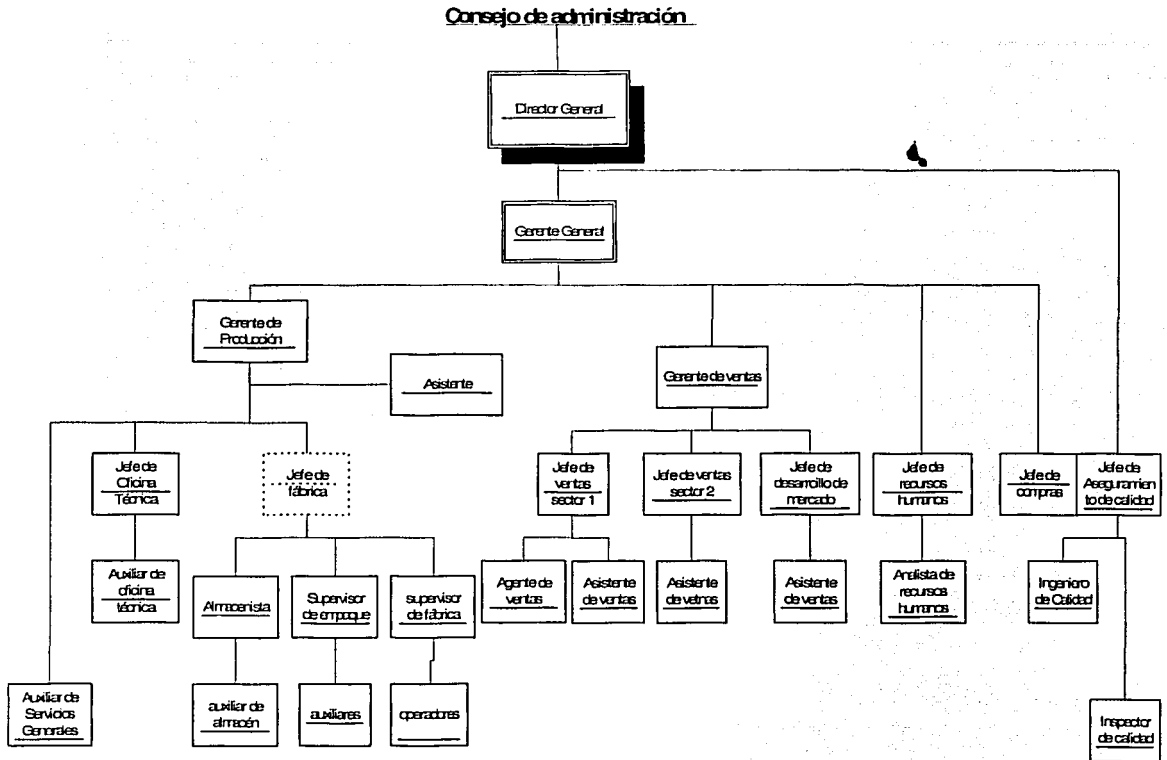 Consejo de administración
Director General
Gerente General
Gerente de
Producción
Asistente
Gerente de ventas
Jefe de
Oficina
Técnica
Jefe de
fábrica
Jefe de
ventas
sector 1
Jefe de ventas
sector 2
Jefe de
desarrollo de
mercado
Jefe de
recursos
humanos
Jefe de
compras
Jefe de
Aseguramien
to de calidad
Auxiliar de
oficina
técnica
Almacenista
Supervisor
de empaque
supervisor
de fábrica
Agente de
ventas
Asistente
de ventas
Asistente
de vetnas
Asistente
de ventas
Analista de
recursos
humanos
Ingeniero
de Calidad
Auxiliar de
Servicios
Generales
auxiliar de
almacén
auxiliares
operadores
Inspector
de calidad